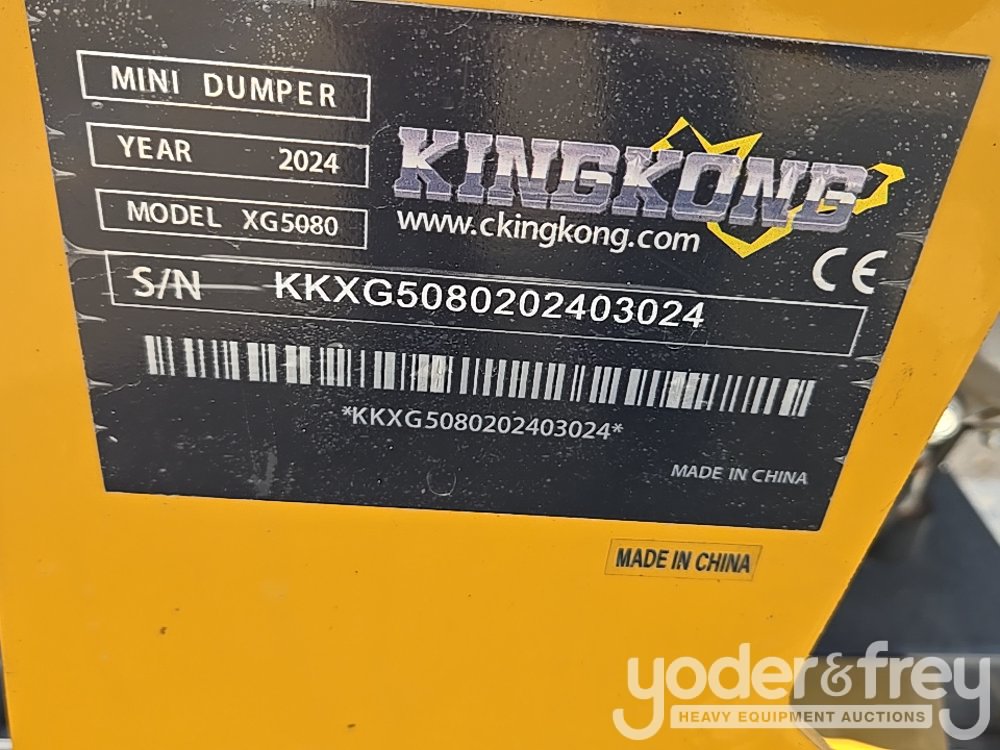 MINI DUMPER
YEAR 2024
MODEL XG5080
KINGKONG
www.ckingkong.com
CE
S/N KKXG5080202403024
*KKXG5080202403024*
MADE IN CHINA
MADE IN CHINA
yoder&frey
HEAVY EQUIPMENT AUCTIONS